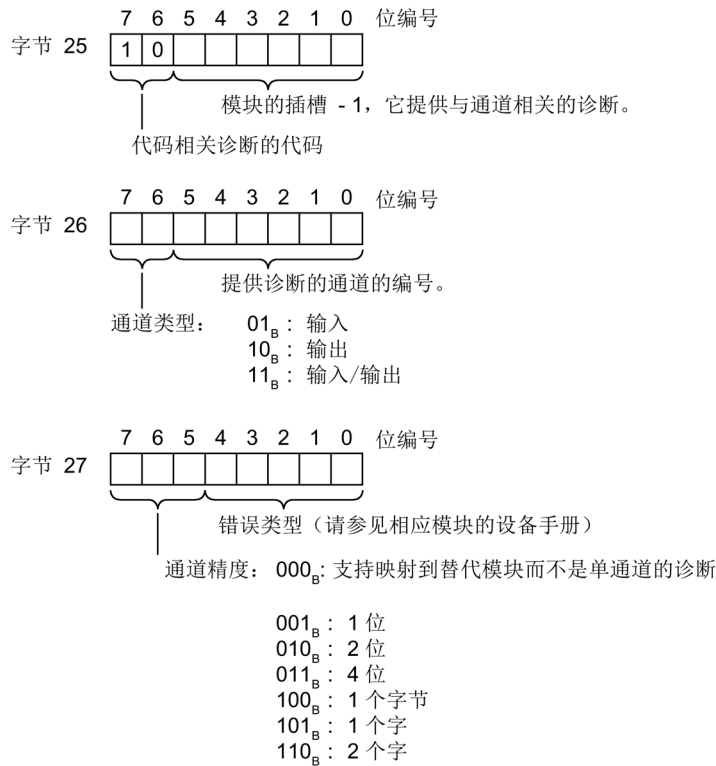 7 6 5 4 3 2 1 0 位编号
字节 25 1 0
模块的插槽 - 1，它提供与通道相关的诊断。
代码相关诊断的代码
7 6 5 4 3 2 1 0 位编号
字节 26
提供诊断的通道的编号。
通道类型： 01B： 输入
10B： 输出
11B： 输入/输出
7 6 5 4 3 2 1 0 位编号
字节 27
错误类型（请参见相应模块的设备手册）
通道精度： 000B: 支持映射到替代模块而不是单通道的诊断
001B： 1 位
010B： 2 位
011B： 4 位
100B： 1 个字节
101B： 1 个字
110B： 2 个字